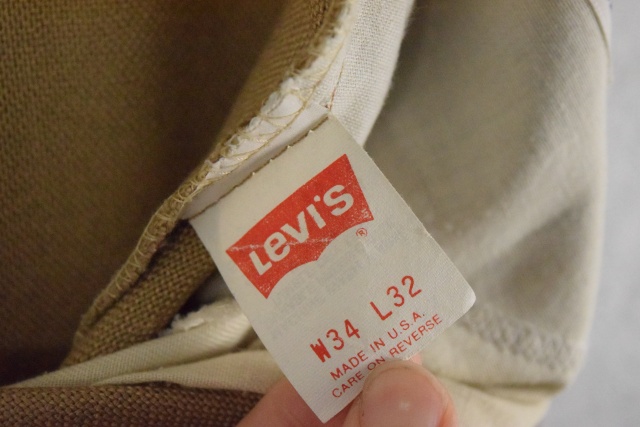 Levi's
®
W34 L32
MADE IN U.S.A.
CARE ON REVERSE